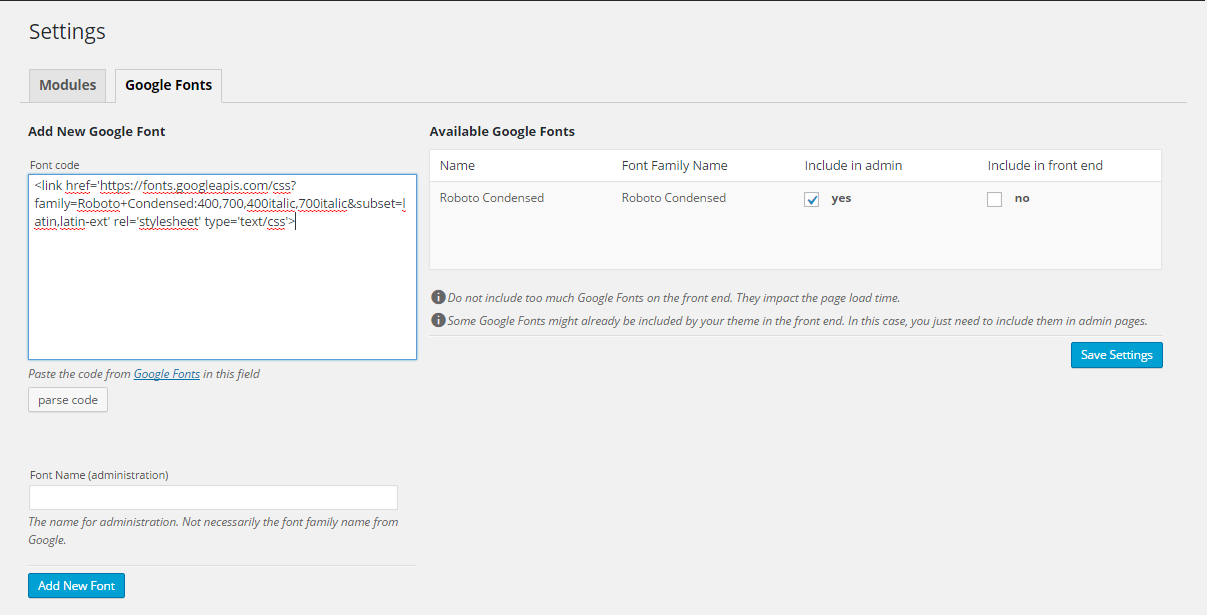 Settings
Modules
Google Fonts
Add New Google Font
Font code
<link href='https://fonts.googleapis.com/css?
family=Roboto+Condensed:400,700,400italic,700italic&subset=l
atin,latin-ext' rel='stylesheet' type='text/css'>
Paste the code from Google Fonts in this field
parse code
Font Name (administration)
The name for administration. Not necessarily the font family name from
Google.
Add New Font
Available Google Fonts
Name Font Family Name Include in admin Include in front end
Roboto Condensed Roboto Condensed yes no
Do not include too much Google Fonts on the front end. They impact the page load time.
Some Google Fonts might already be included by your theme in the front end. In this case, you just need to include them in admin pages.
Save Settings